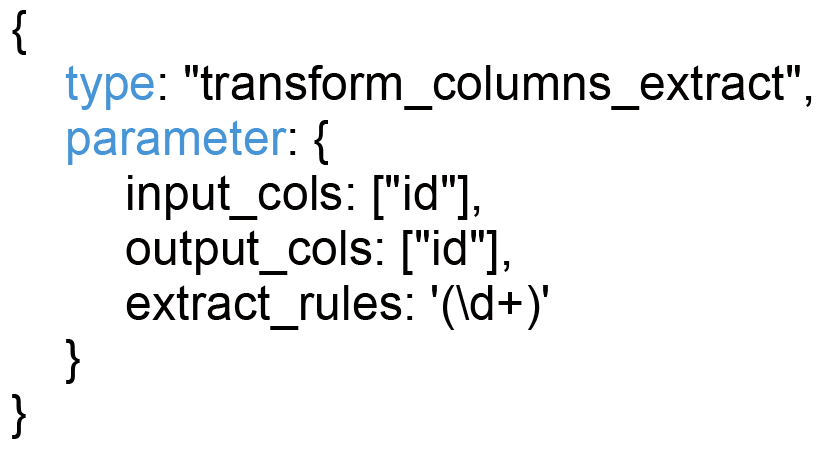 {
type: "transform_columns_extract",
parameter: {
input_cols: ["id"],
output_cols: ["id"],
extract_rules: '(\d+)'
}
}